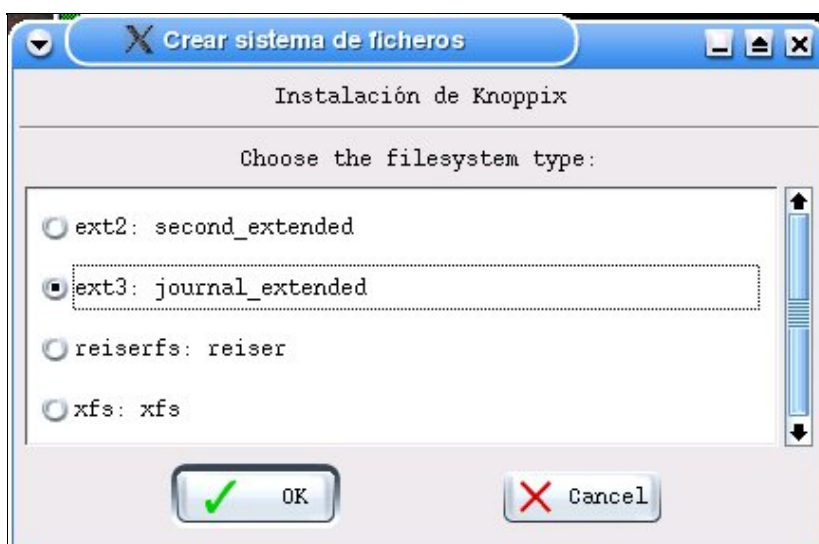 Crear sistema de ficheros
Instalación de Knoppix
Choose the filesystem type:
ext2: second_extended
ext3: journal_extended
reiserfs: reiser
xfs: xfs
OK
Cancel